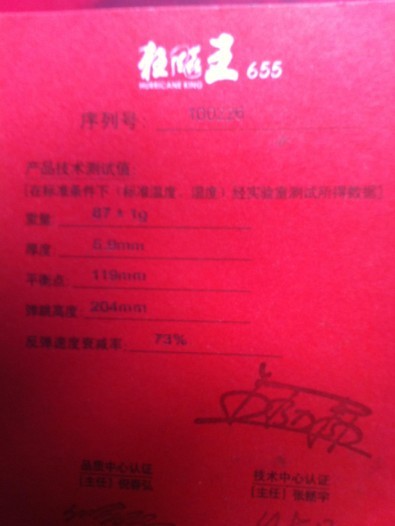 狂飚王 655
HURRICANE KING
序列号
产品技术测试值:
[在标准条件下(标准温度、湿度)经实验室测试所得数据]
重量 87±1g
厚度 5.9mm
平衡点: 119mm
弹跳高度: 204mm
反弹速度衰减率: 73%
品质中心认证 技术中心认证
[主任] [主任]